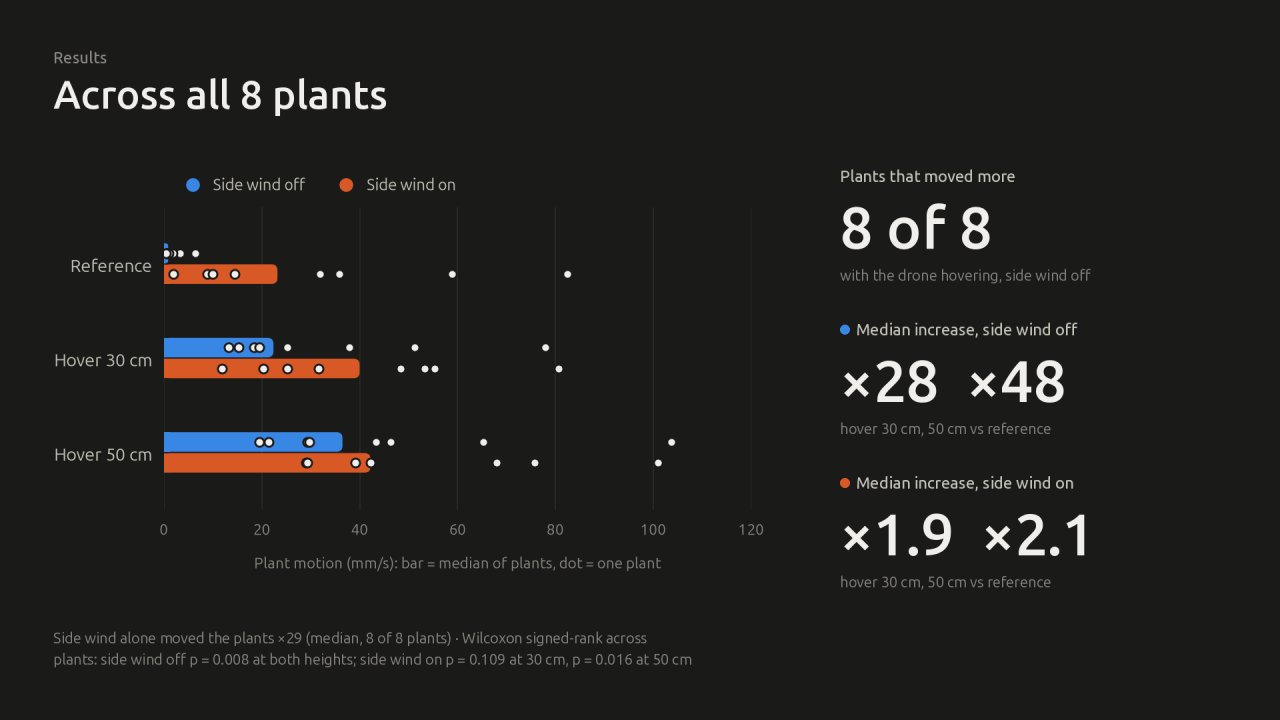 Results
Across all 8 plants
Side wind off
Side wind on
Reference
Hover 30 cm
Hover 50 cm
0 20 40 60 80 100 120
Plant motion (mm/s): bar = median of plants, dot = one plant
Plants that moved more
8 of 8
with the drone hovering, side wind off
Median increase, side wind off
×28 ×48
hover 30 cm, 50 cm vs reference
Median increase, side wind on
×1.9 ×2.1
hover 30 cm, 50 cm vs reference
Side wind alone moved the plants ×29 (median, 8 of 8 plants) · Wilcoxon signed-rank across
plants: side wind off p = 0.008 at both heights; side wind on p = 0.109 at 30 cm, p = 0.016 at 50 cm